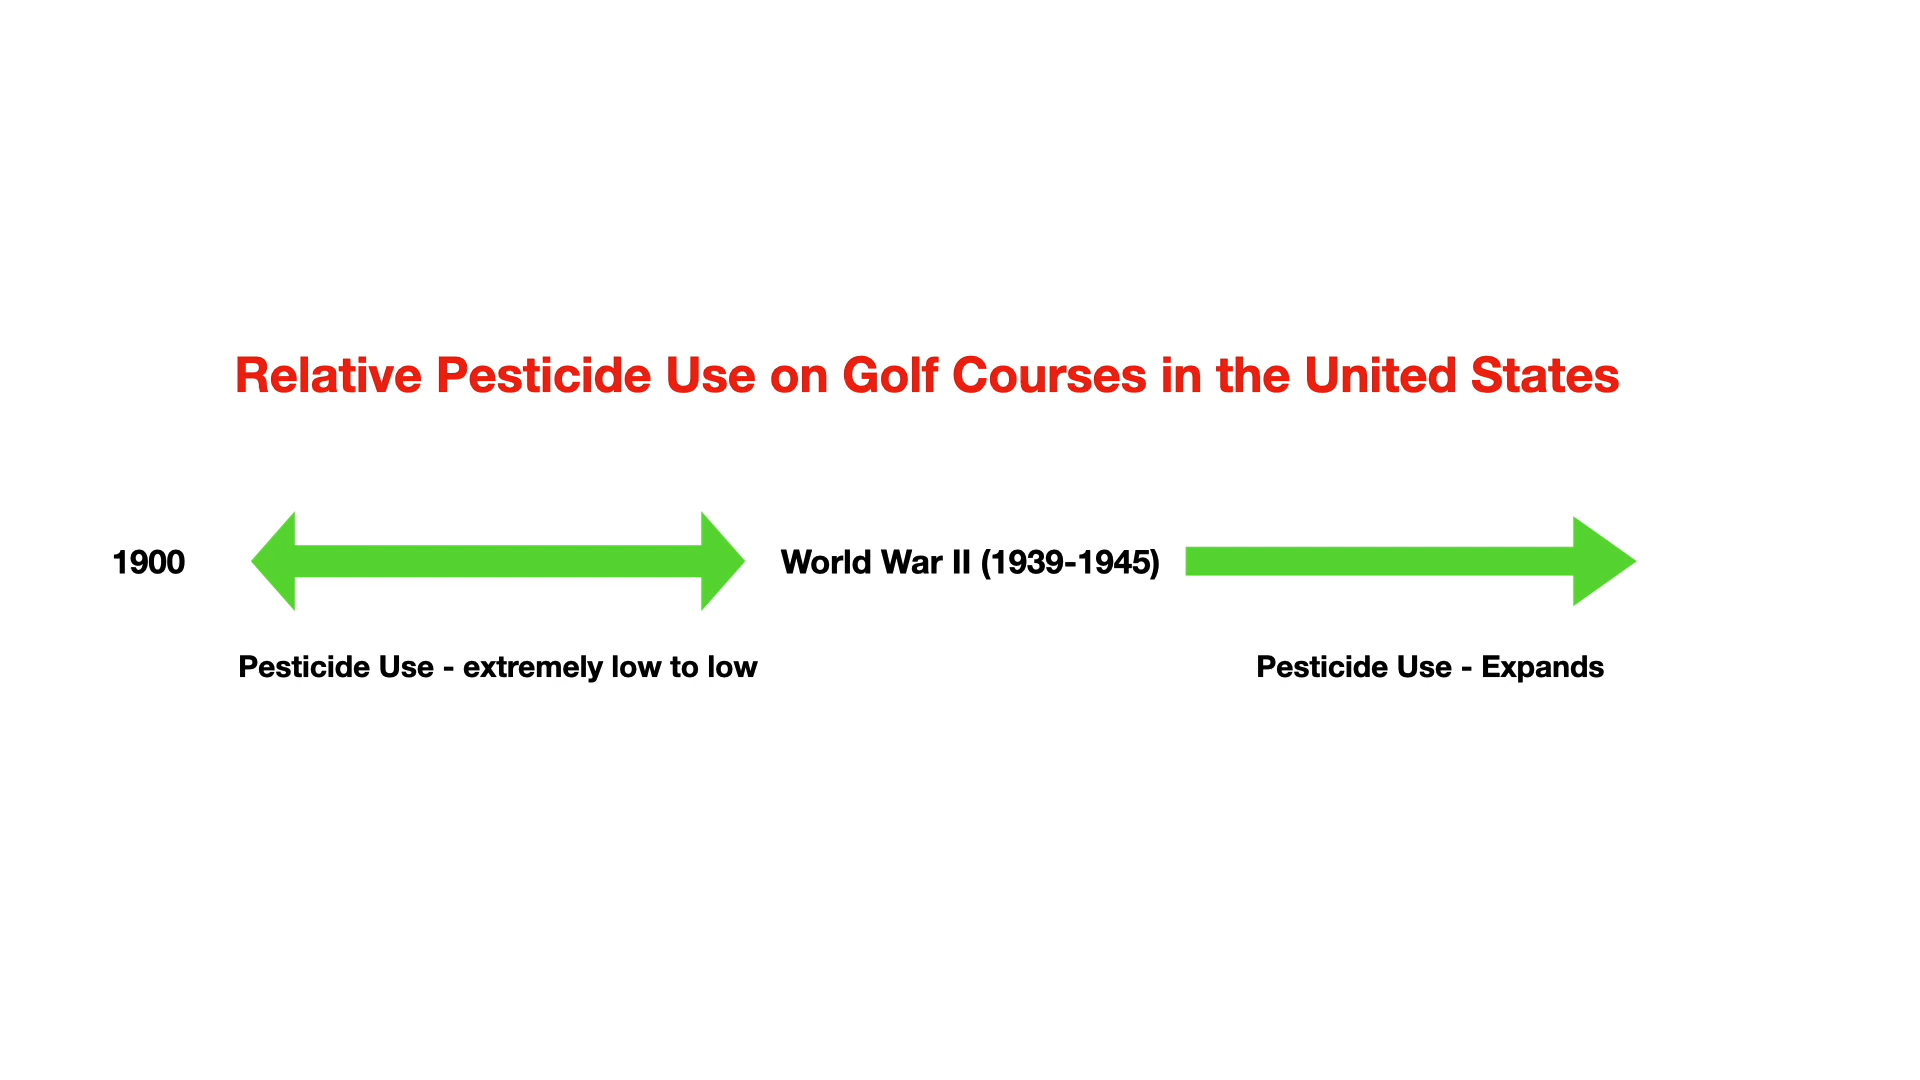 Relative Pesticide Use on Golf Courses in the United States
1900
World War II (1939-1945)
Pesticide Use - extremely low to low
Pesticide Use - Expands